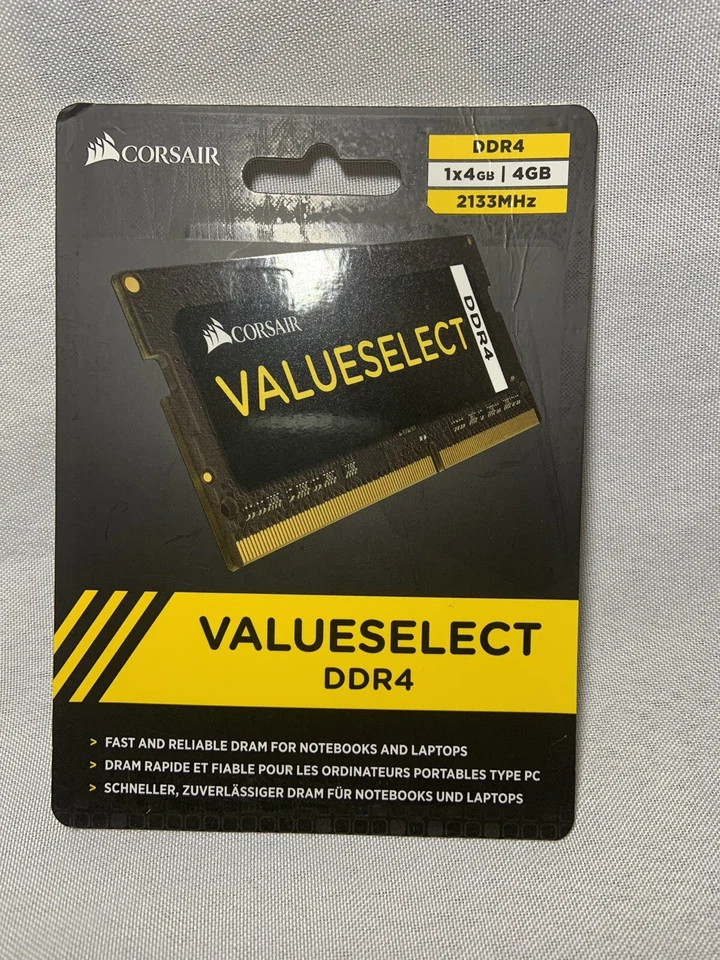 CORSAIR
DDR4
1x4GB | 4GB
2133MHz
CORSAIR
VALUESELECT
DDR4
VALUESELECT
DDR4
> FAST AND RELIABLE DRAM FOR NOTEBOOKS AND LAPTOPS
> DRAM RAPIDE ET FIABLE POUR LES ORDINATEURS PORTABLES TYPE PC
> SCHNELLER, ZUVERLÄSSIGER DRAM FÜR NOTEBOOKS UND LAPTOPS